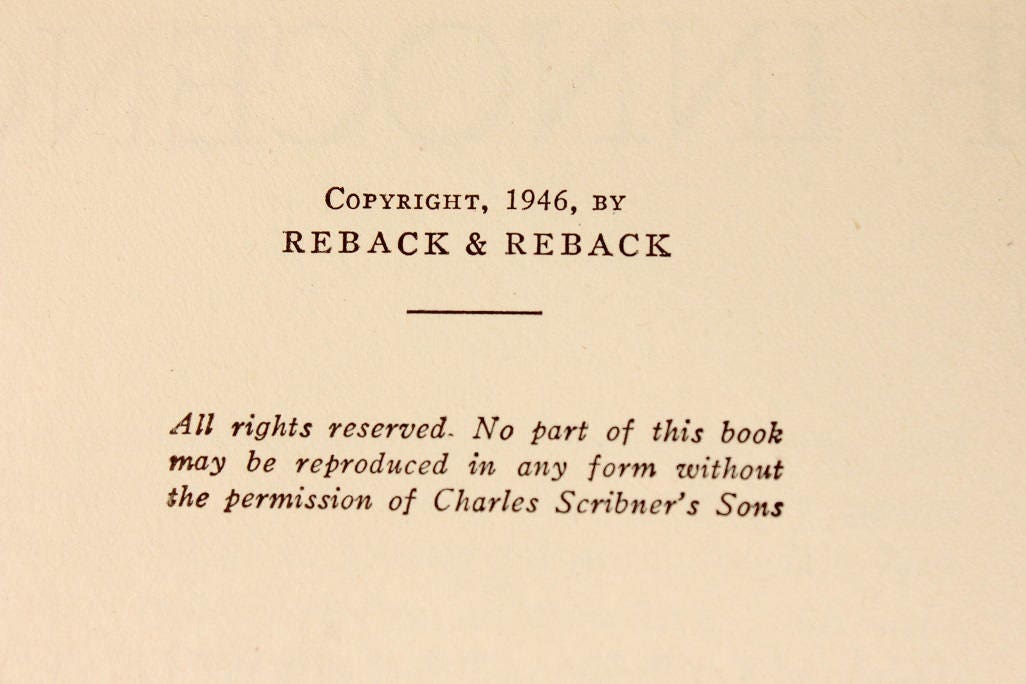 COPYRIGHT, 1946, BY
REBACK & REBACK
All rights reserved. No part of this book
may be reproduced in any form without
the permission of Charles Scribner's Sons